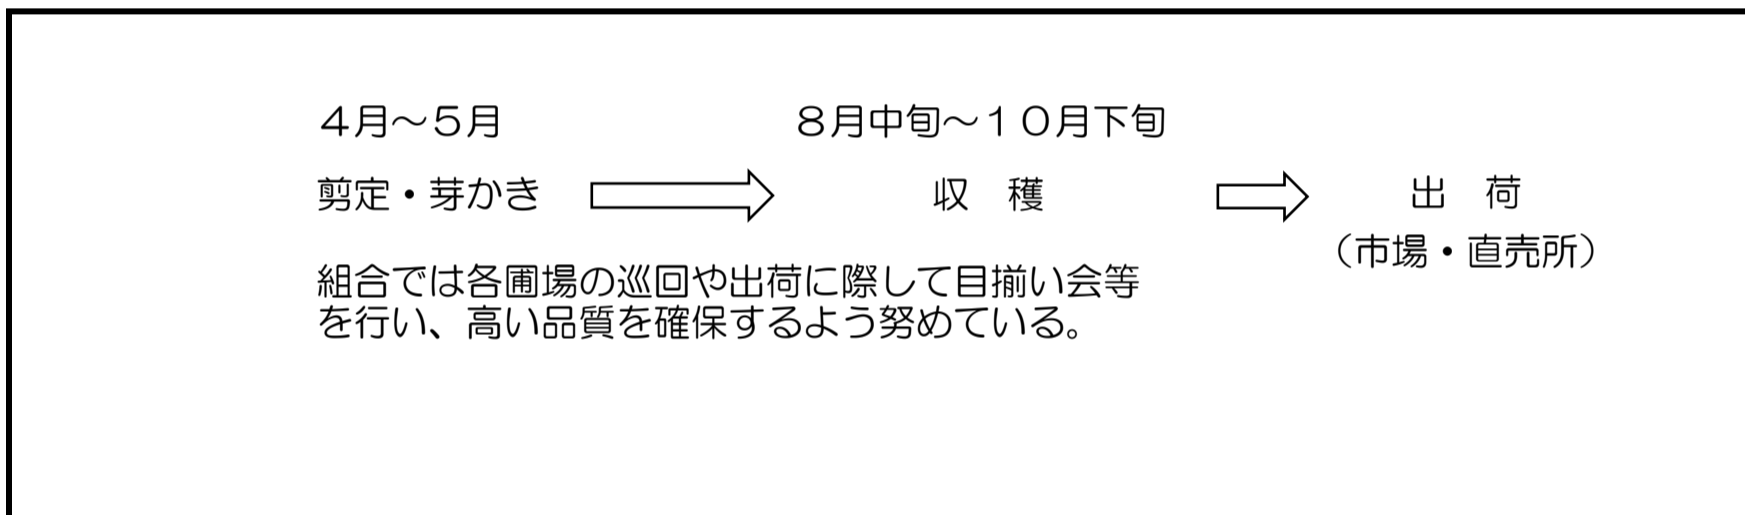 ４月～５月
８月中旬～１０月下旬
剪定・芽かき
収　穫
出　荷
（市場・直売所）
組合では各圃場の巡回や出荷に際して目揃い会等
を行い、高い品質を確保するよう努めている。